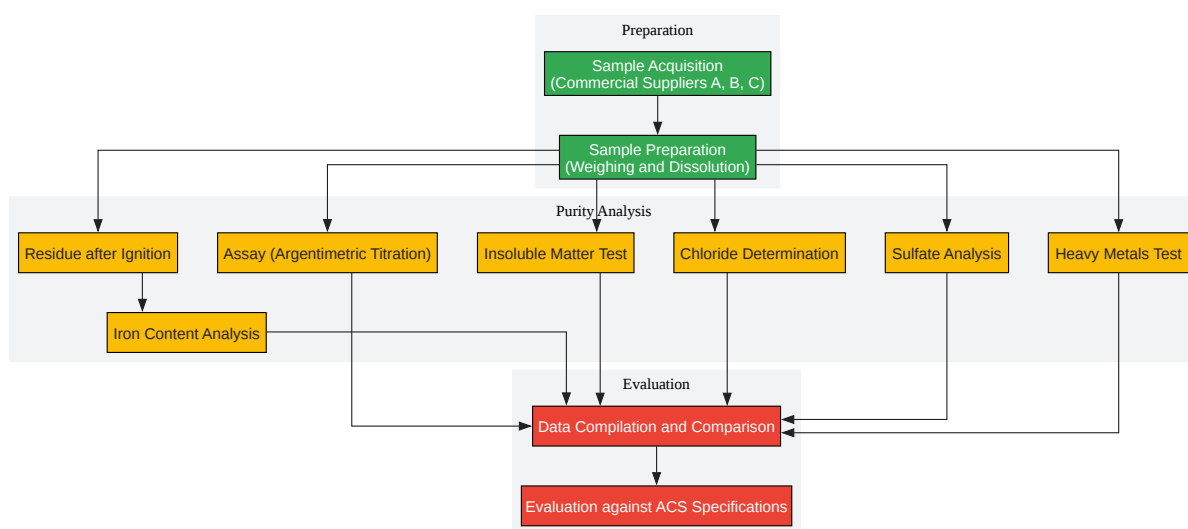 Preparation
Sample Acquisition
(Commercial Suppliers A, B, C)
Sample Preparation
(Weighing and Dissolution)
Purity Analysis
Residue after Ignition
Assay (Argentimetric Titration)
Insoluble Matter Test
Chloride Determination
Sulfate Analysis
Heavy Metals Test
Iron Content Analysis
Evaluation
Data Compilation and Comparison
Evaluation against ACS Specifications